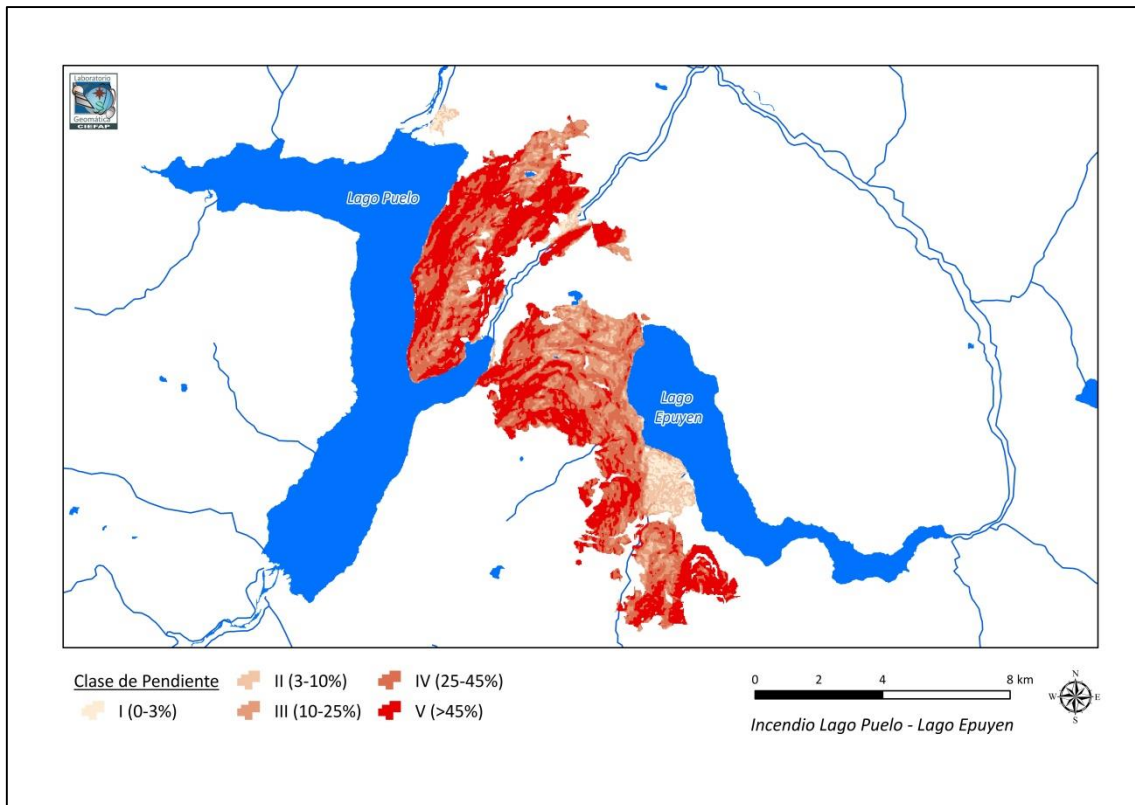 Laboratorio
Geomática
CIEFAP
Lago Puelo
Lago
Epuyen
Clase de Pendiente
I (0-3%)
II (3-10%)
III (10-25%)
IV (25-45%)
V (>45%)
0 2 4 8 km
Incendio Lago Puelo - Lago Epuyen
N
W E
S